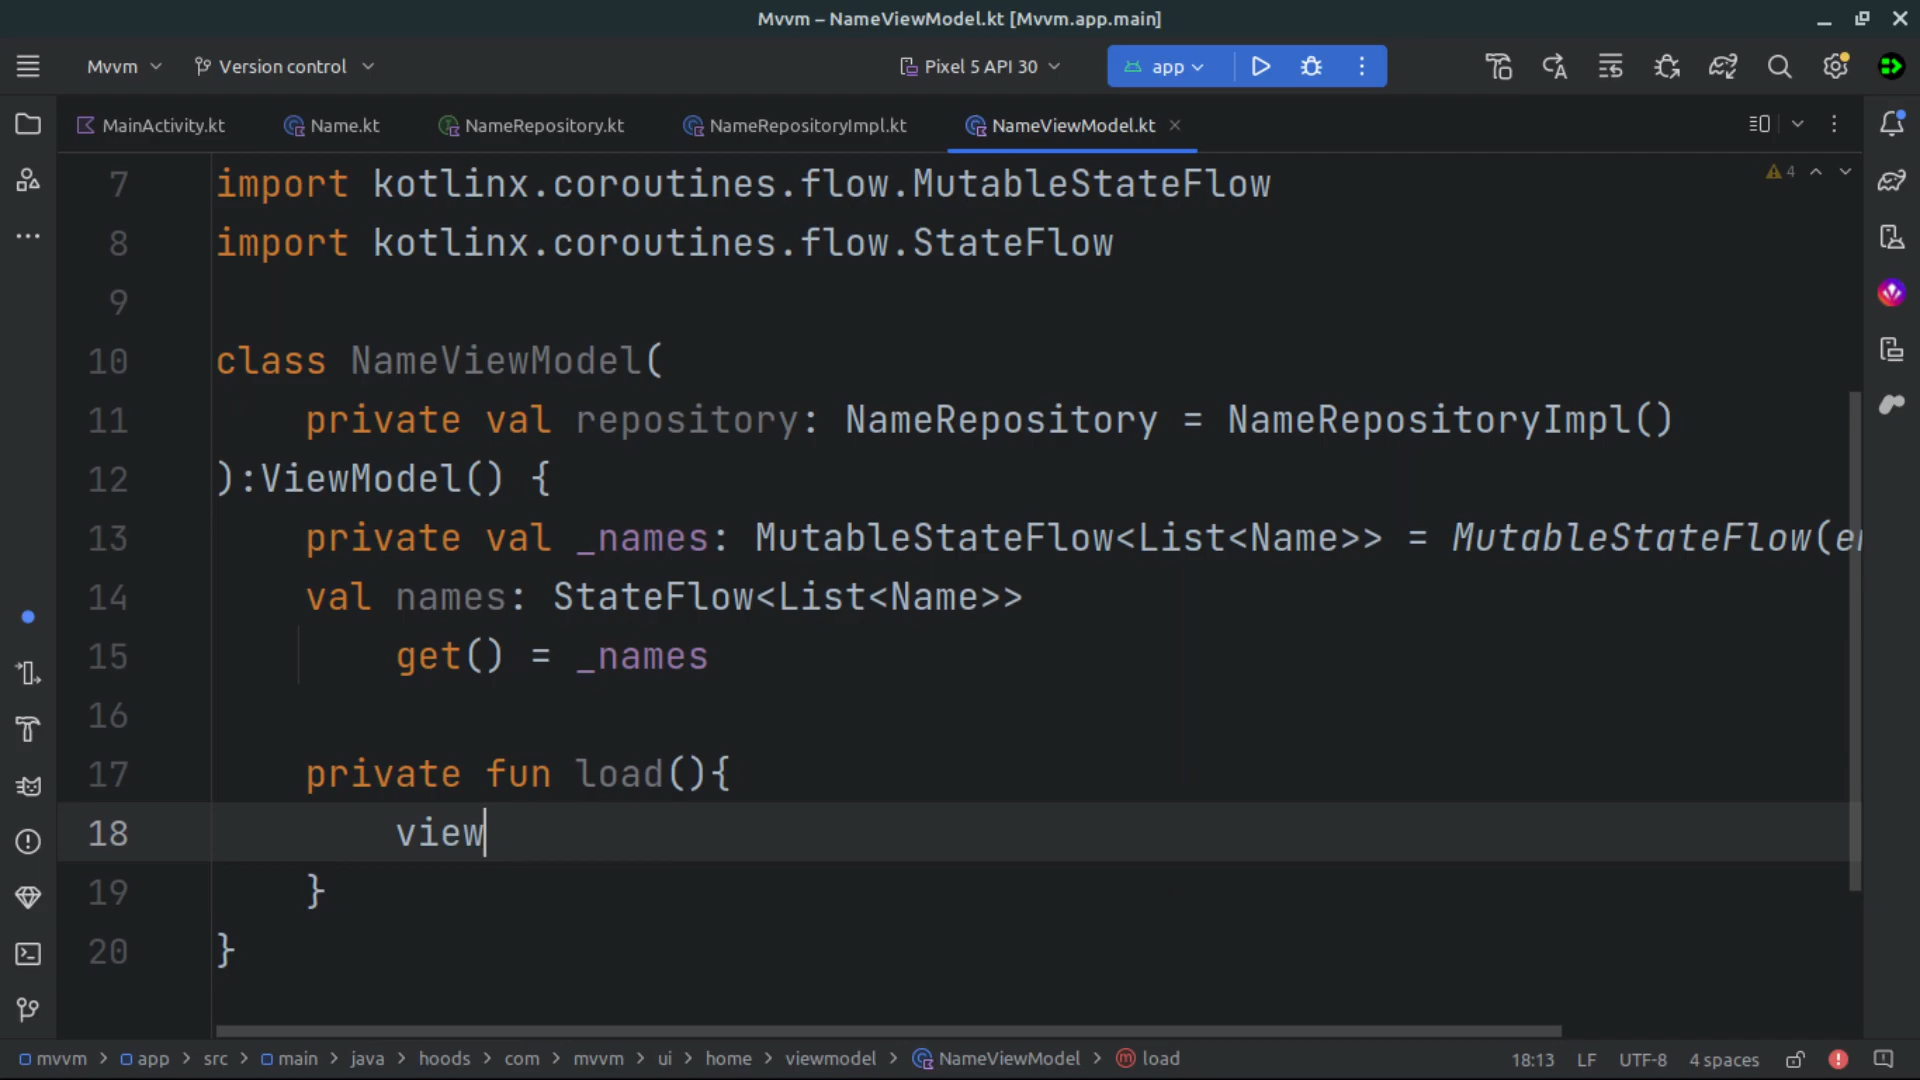 Mvvm – NameViewModel.kt [Mvvm.app.main]
Mvvm Version control Pixel 5 API 30 app
MainActivity.kt Name.kt NameRepository.kt NameRepositoryImpl.kt NameViewModel.kt
4
7 import kotlinx.coroutines.flow.MutableStateFlow
8 import kotlinx.coroutines.flow.StateFlow
9
10 class NameViewModel(
11 private val repository: NameRepository = NameRepositoryImpl()
12 ):ViewModel() {
13 private val _names: MutableStateFlow<List<Name>> = MutableStateFlow(
14 val names: StateFlow<List<Name>>
15 get() = _names
16
17 private fun load(){
18 view
19 }
20 }
mvvm > app > src > main > java > hoods > com > mvvm > ui > home > viewmodel > NameViewModel > load 18:13 LF UTF-8 4 spaces